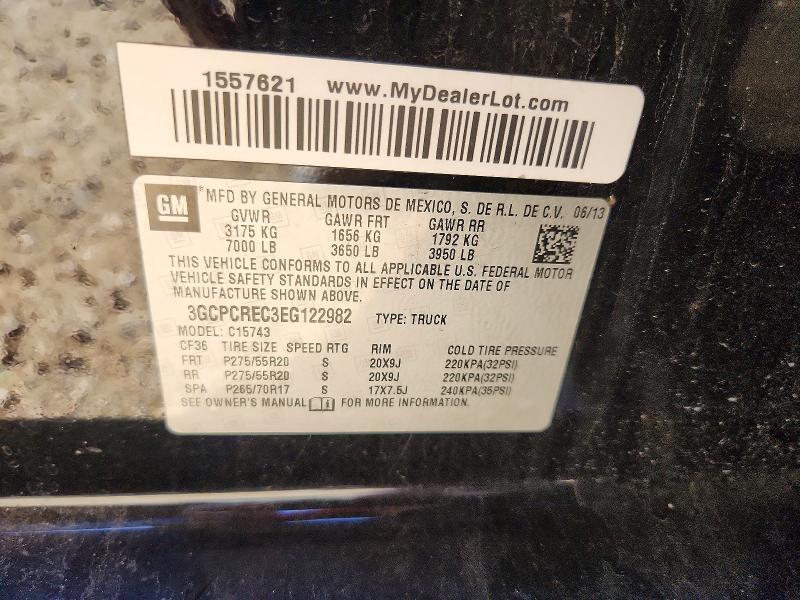 1557621 www.MyDealerLot.com
GM ® MFD BY GENERAL MOTORS DE MEXICO, S. DE R.L. DE C.V. 06/13
GVWR GAWR FRT GAWR RR
3175 KG 1656 KG 1792 KG
7000 LB 3650 LB 3950 LB
THIS VEHICLE CONFORMS TO ALL APPLICABLE U.S. FEDERAL MOTOR
VEHICLE SAFETY STANDARDS IN EFFECT ON THE DATE OF
MANUFACTURE SHOWN ABOVE.
3GCPCREC3EG122982 TYPE: TRUCK
MODEL: C15743
CF36 TIRE SIZE SPEED RTG RIM COLD TIRE PRESSURE
FRT P275/55R20 S 20X9J 220KPA(32PSI)
RR P275/55R20 S 20X9J 220KPA(32PSI)
SPA P265/70R17 S 17X7.5J 240KPA(35PSI)
SEE OWNER'S MANUAL FOR MORE INFORMATION.